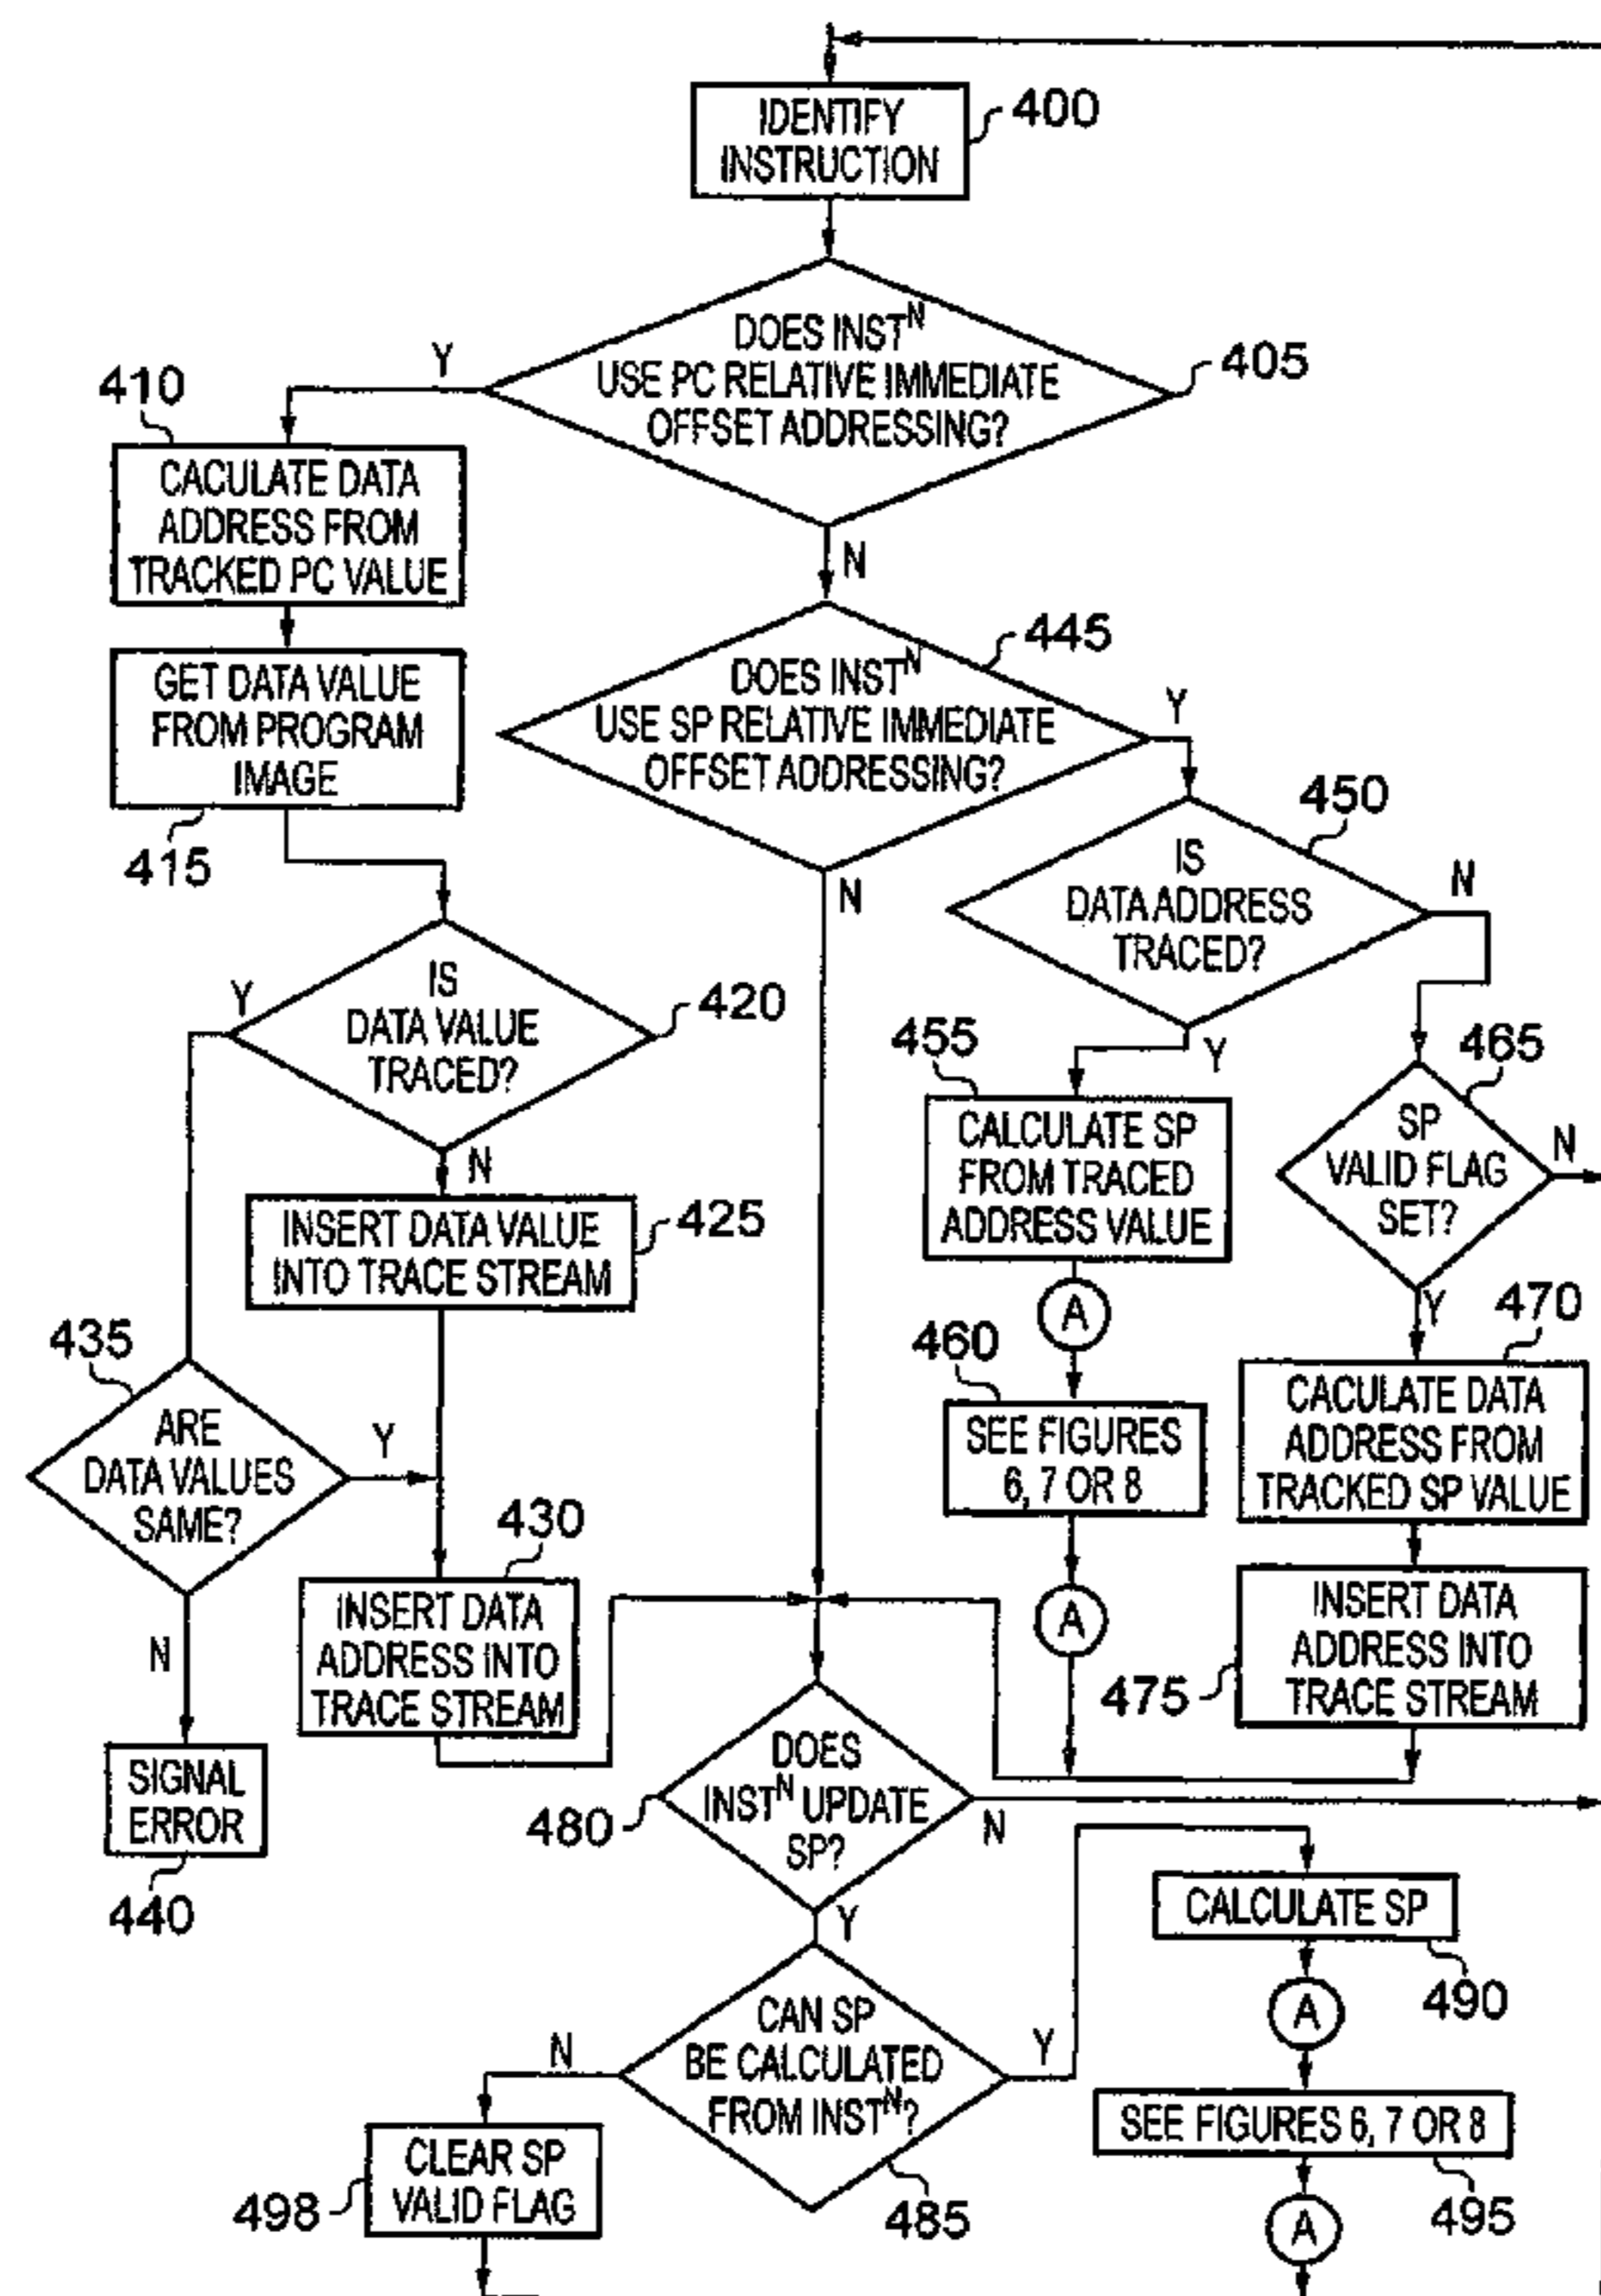 IDENTIFY
INSTRUCTION
400
DOES INST^N
USE PC RELATIVE IMMEDIATE
OFFSET ADDRESSING?
405
Y
N
410
CACULATE DATA
ADDRESS FROM
TRACKED PC VALUE
GET DATA VALUE
FROM PROGRAM
IMAGE
415
IS
DATA VALUE
TRACED?
420
Y
N
INSERT DATA VALUE
INTO TRACE STREAM
425
435
ARE
DATA VALUES
SAME?
Y
N
SIGNAL
ERROR
440
430
INSERT DATA
ADDRESS INTO
TRACE STREAM
445
DOES INST^N
USE SP RELATIVE IMMEDIATE
OFFSET ADDRESSING?
Y
N
450
IS
DATA ADDRESS
TRACED?
N
Y
455
CALCULATE SP
FROM TRACED
ADDRESS VALUE
A
460
SEE FIGURES
6, 7 OR 8
A
465
SP
VALID FLAG
SET?
N
Y
470
CACULATE DATA
ADDRESS FROM
TRACKED SP VALUE
INSERT DATA
ADDRESS INTO
TRACE STREAM
475
DOES
INST^N UPDATE
SP?
480
N
Y
CAN SP
BE CALCULATED
FROM INST^N?
485
N
Y
CLEAR SP
VALID FLAG
498
CALCULATE SP
490
A
SEE FIGURES 6, 7 OR 8
495
A